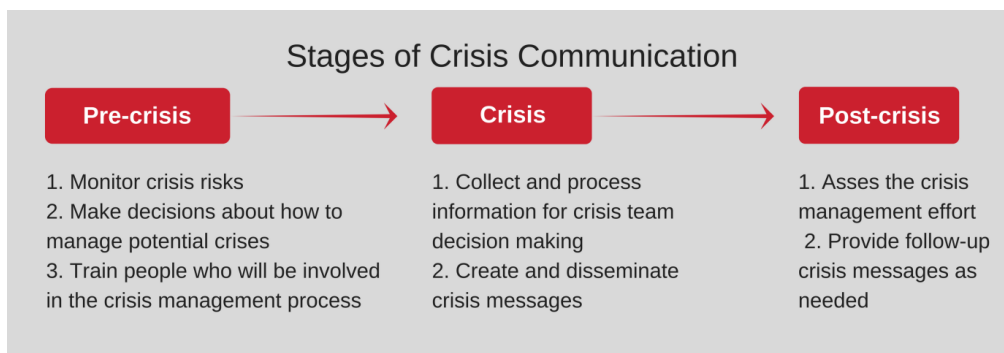 Stages of Crisis Communication
Pre-crisis
1. Monitor crisis risks
2. Make decisions about how to
manage potential crises
3. Train people who will be involved
in the crisis management process
Crisis
1. Collect and process
information for crisis team
decision making
2. Create and disseminate
crisis messages
Post-crisis
1. Asses the crisis
management effort
2. Provide follow-up
crisis messages as
needed